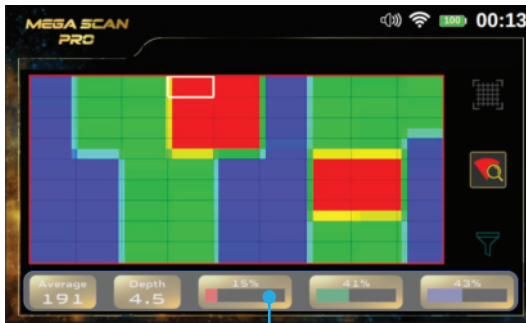 MEGA SCAN
PRO
100
00:13
Average
191
Depth
4.5
15%
41%
43%